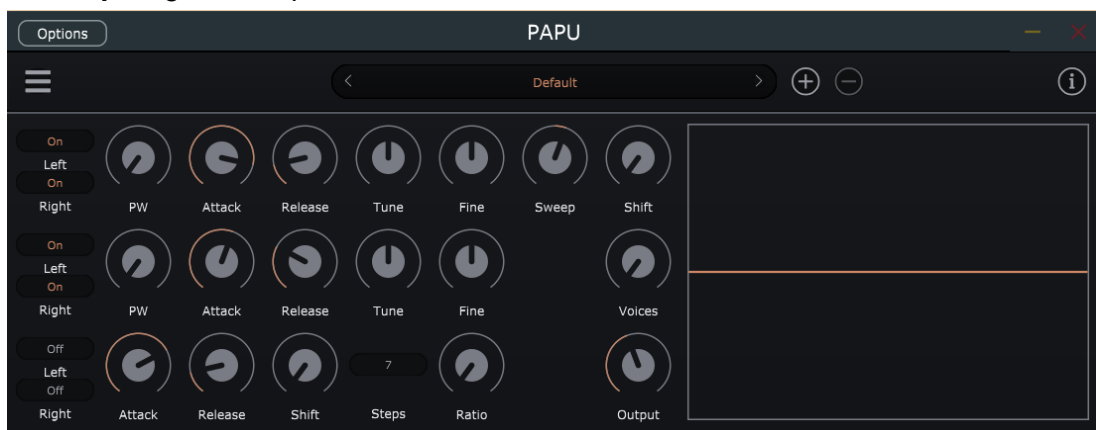 Options
PAPU
Default
On
Left
On
Right PW Attack Release Tune Fine Sweep Shift
On
Left
On
Right PW Attack Release Tune Fine Voices
Off
Left
7
Off
Right Attack Release Shift Steps Ratio Output